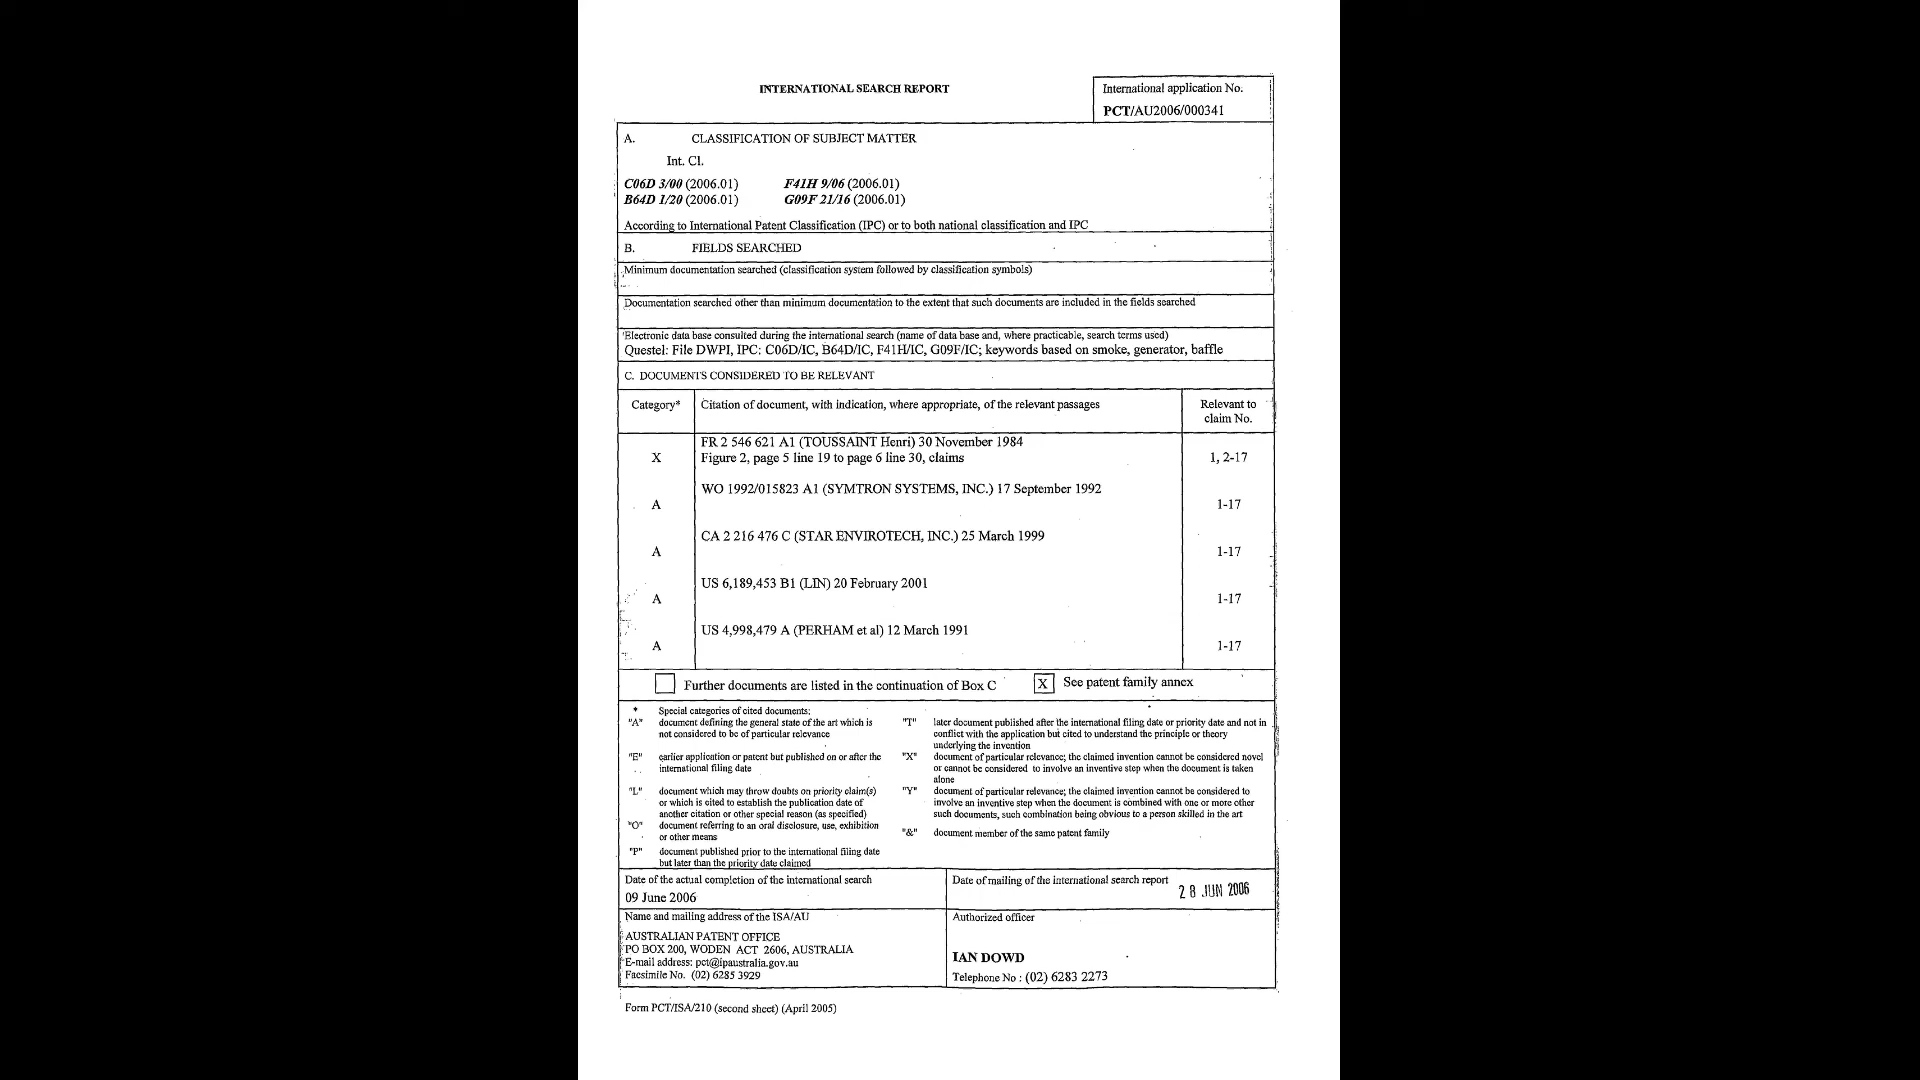 INTERNATIONAL SEARCH REPORT
International application No.
PCT/AU2006/000341
A. CLASSIFICATION OF SUBJECT MATTER
Int. Cl.
C06D 3/00 (2006.01) F41H 9/06 (2006.01)
B64D 1/20 (2006.01) G09F 21/16 (2006.01)
According to International Patent Classification (IPC) or to both national classification and IPC
B. FIELDS SEARCHED
Minimum documentation searched (classification system followed by classification symbols)
Documentation searched other than minimum documentation to the extent that such documents are included in the fields searched
Electronic data base consulted during the international search (name of data base and, where practicable, search terms used)
Questel: File DWPI, IPC: C06D/IC, B64D/IC, F41H/IC, G09F/IC; keywords based on smoke, generator, baffle
C. DOCUMENTS CONSIDERED TO BE RELEVANT
Category* Citation of document, with indication, where appropriate, of the relevant passages Relevant to
claim No.
FR 2 546 621 A1 (TOUSSAINT Henri) 30 November 1984
X Figure 2, page 5 line 19 to page 6 line 30, claims 1, 2-17
WO 1992/015823 A1 (SYMTRON SYSTEMS, INC.) 17 September 1992
A 1-17
CA 2 216 476 C (STAR ENVIROTECH, INC.) 25 March 1999
A 1-17
US 6,189,453 B1 (LIN) 20 February 2001
A 1-17
US 4,998,479 A (PERHAM et al) 12 March 1991
A 1-17
Further documents are listed in the continuation of Box C X See patent family annex
* Special categories of cited documents:
"A" document defining the general state of the art which is
not considered to be of particular relevance
"E" earlier application or patent but published on or after the
international filing date
"L" document which may throw doubts on priority claim(s)
or which is cited to establish the publication date of
another citation or other special reason (as specified)
"O" document referring to an oral disclosure, use, exhibition
or other means
"P" document published prior to the international filing date
but later than the priority date claimed
"T" later document published after the international filing date or priority date and not in
conflict with the application but cited to understand the principle or theory
underlying the invention
"X" document of particular relevance; the claimed invention cannot be considered novel
or cannot be considered to involve an inventive step when the document is taken
alone
"Y" document of particular relevance; the claimed invention cannot be considered to
involve an inventive step when the document is combined with one or more other
such documents, such combination being obvious to a person skilled in the art
"&" document member of the same patent family
Date of the actual completion of the international search
09 June 2006
Date of mailing of the international search report
28 JUN 2006
Name and mailing address of the ISA/AU
AUSTRALIAN PATENT OFFICE
PO BOX 200, WODEN ACT 2606, AUSTRALIA
E-mail address: pct@ipaustralia.gov.au
Facsimile No. (02) 6285 3929
Authorized officer
IAN DOWD
Telephone No : (02) 6283 2273
Form PCT/ISA/210 (second sheet) (April 2005)